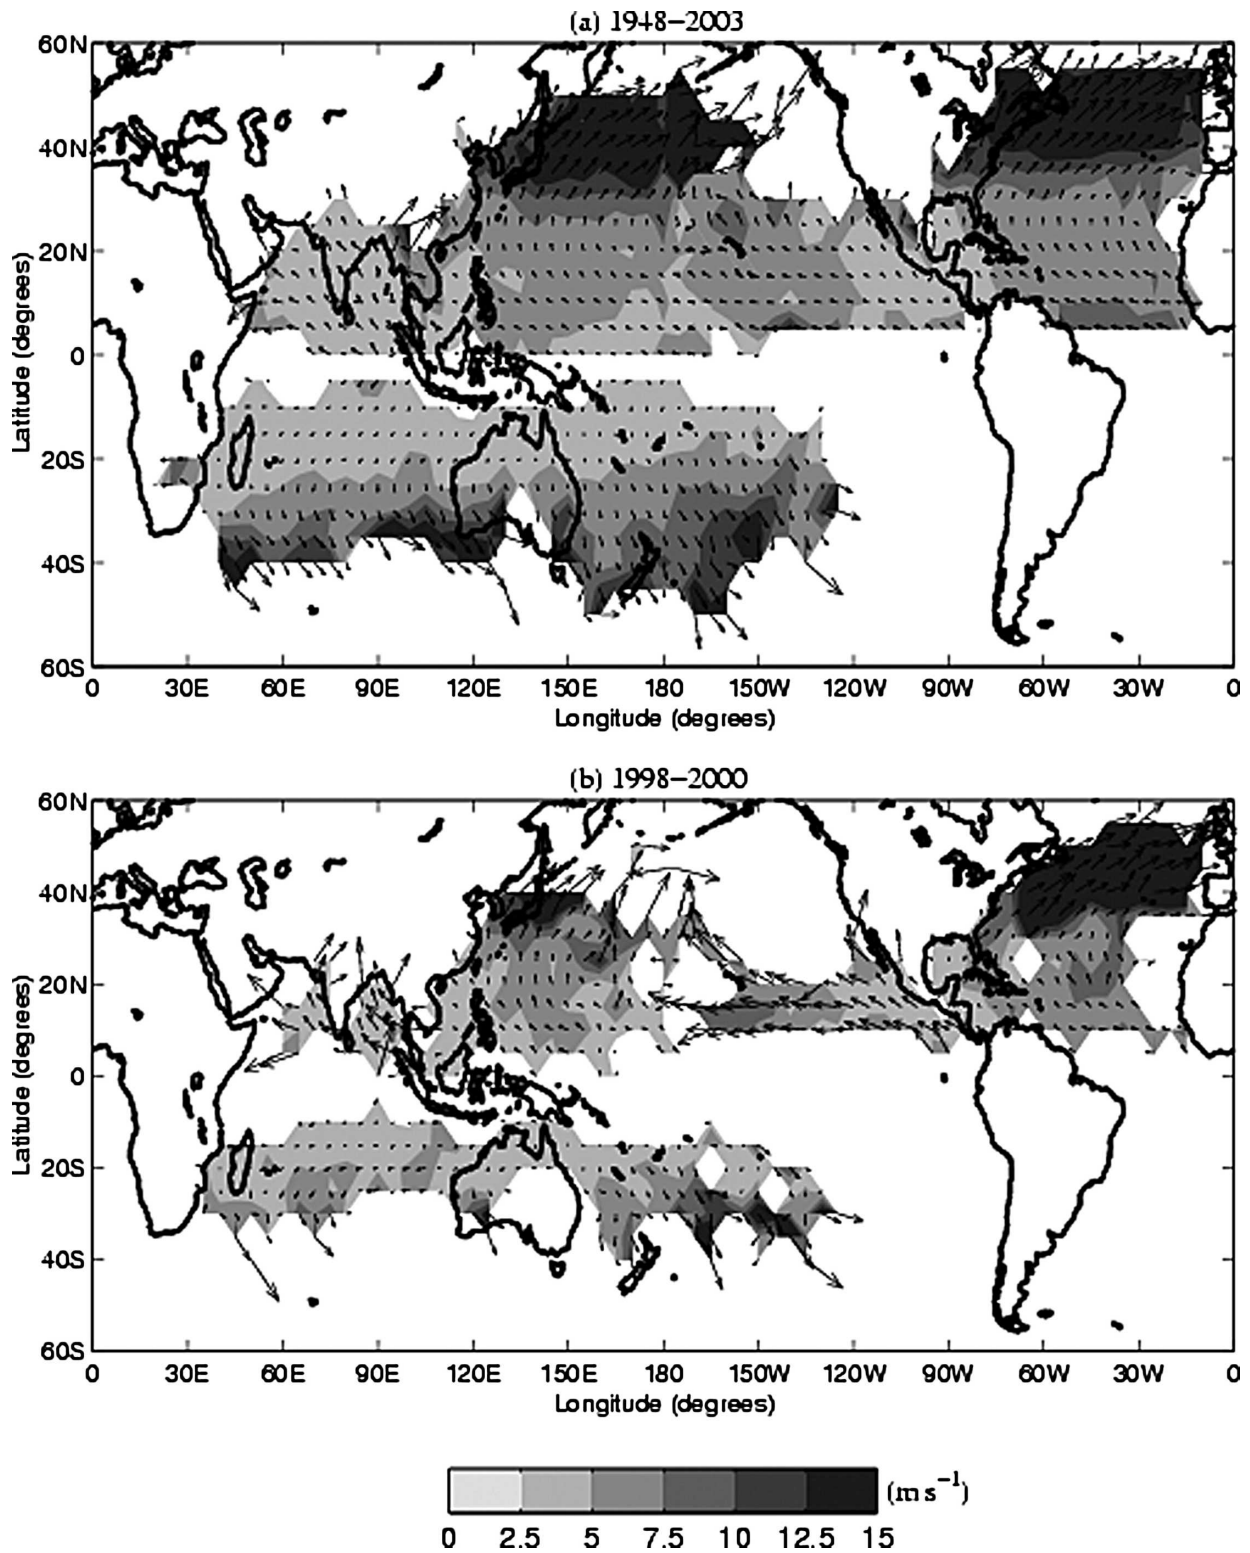 (a) 1948–2003
60N
40N
20N
0
20S
40S
60S
Latitude (degrees)
0 30E 60E 90E 120E 150E 180 150W 120W 90W 60W 30W 0
Longitude (degrees)
(b) 1998–2000
60N
40N
20N
0
20S
40S
60S
Latitude (degrees)
0 30E 60E 90E 120E 150E 180 150W 120W 90W 60W 30W 0
Longitude (degrees)
(m s⁻¹)
0 2.5 5 7.5 10 12.5 15